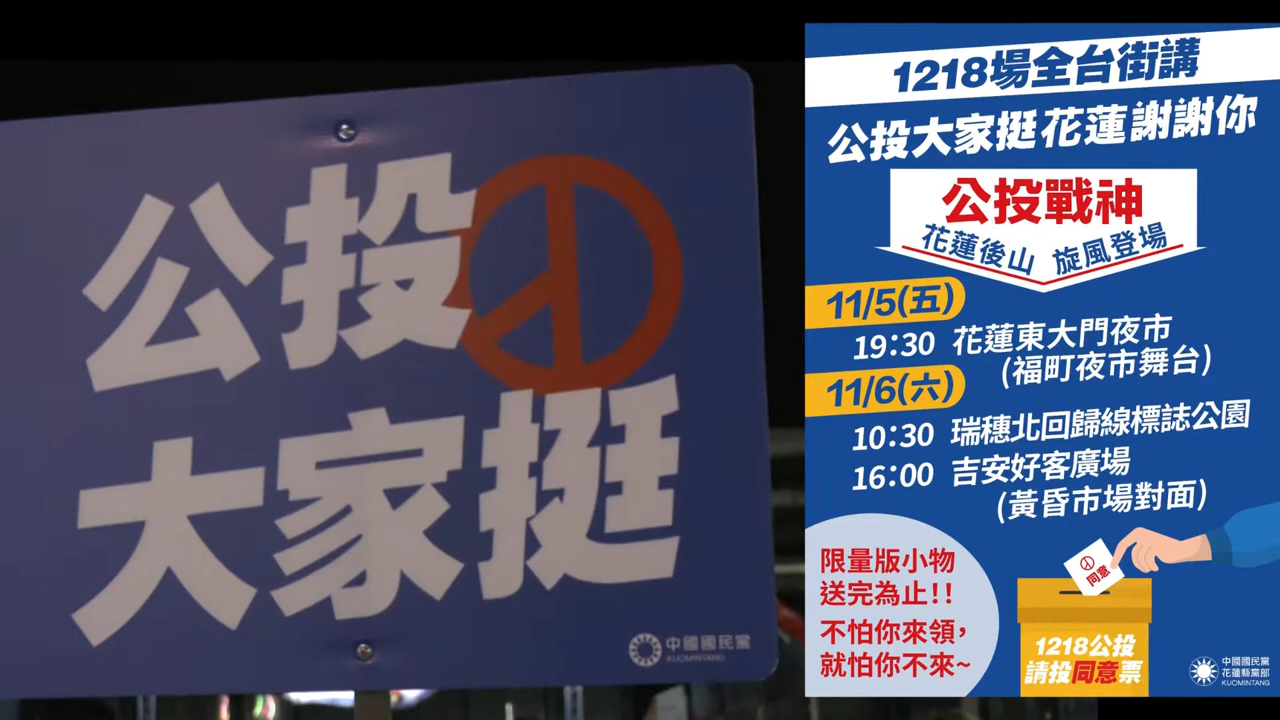 公投
大家挺
中國國民黨
KUOMINTANG
1218場全台街講
公投大家挺花蓮謝謝你
公投戰神
花蓮後山 旋風登場
11/5(五)
19:30 花蓮東大門夜市
(福町夜市舞台)
11/6(六)
10:30 瑞穗北回歸線標誌公園
16:00 吉安好客廣場
(黃昏市場對面)
限量版小物
送完為止!!
不怕你來領,
就怕你不來~
同意
1218公投
請投同意票
中國國民黨
花蓮縣黨部
KUOMINTANG